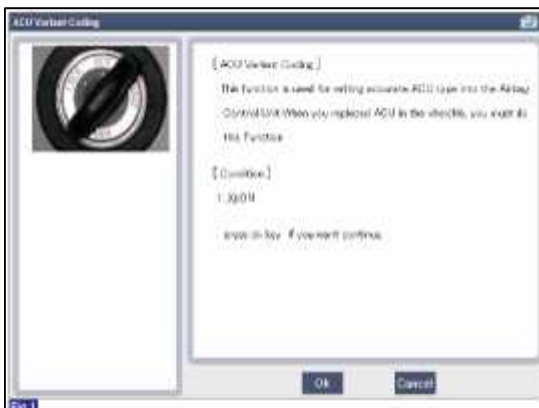 ACU Variant Coding
[ ACU Variant Coding ]
This function is used for setting accurate ACU type into the Airbag
Control Unit When you replaced ACU in the vehicle, you must do
this Function
[ Condition ]
1. IG ON
press ok key if you want continue.
Ok
Cancel
Fig 1